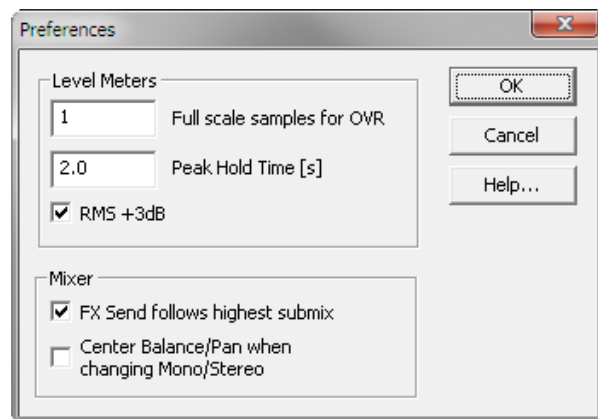 Preferences
Level Meters
1 Full scale samples for OVR
2.0 Peak Hold Time [s]
RMS +3dB
Mixer
FX Send follows highest submix
Center Balance/Pan when
changing Mono/Stereo
OK
Cancel
Help...